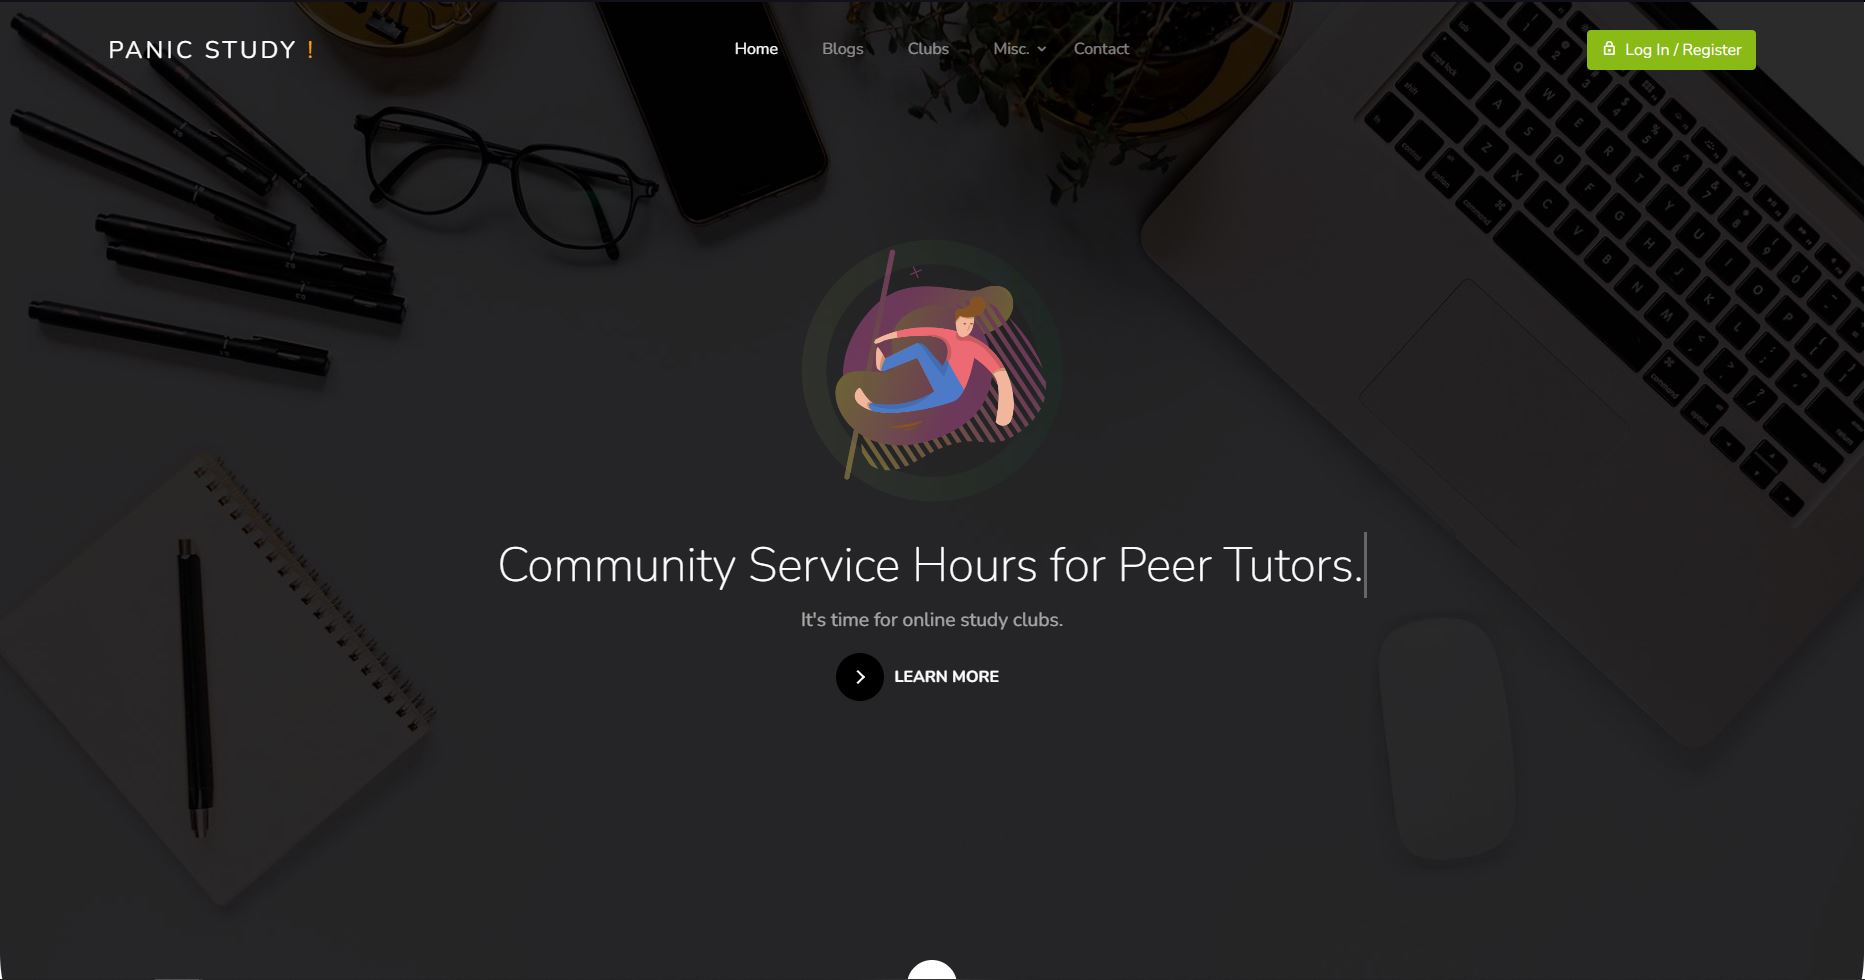 PANIC STUDY !
Home
Blogs
Clubs
Misc.
Contact
Log In / Register
Community Service Hours for Peer Tutors.
It's time for online study clubs.
LEARN MORE